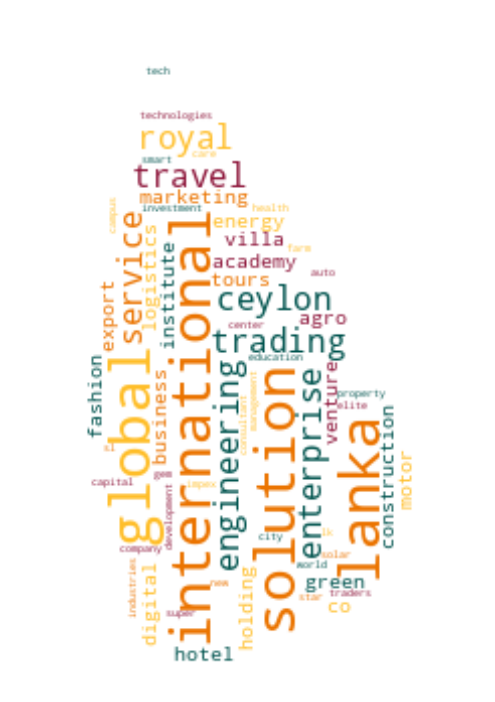 tech
technologies
royal
care
smart
travel
marketing
investment
health
campus
energy
service
logistics
villa
institute
farm
academy
international
auto
tours
export
ceylon
agro
center
trading
education
fashion
global
business
engineering
consultant
management
solution
enterprise
venture
property
elite
lanka
construction
motor
capital
gem
impex
development
company
city
lk
solar
world
industries
digital
new
holding
green
traders
star
co
super
hotel